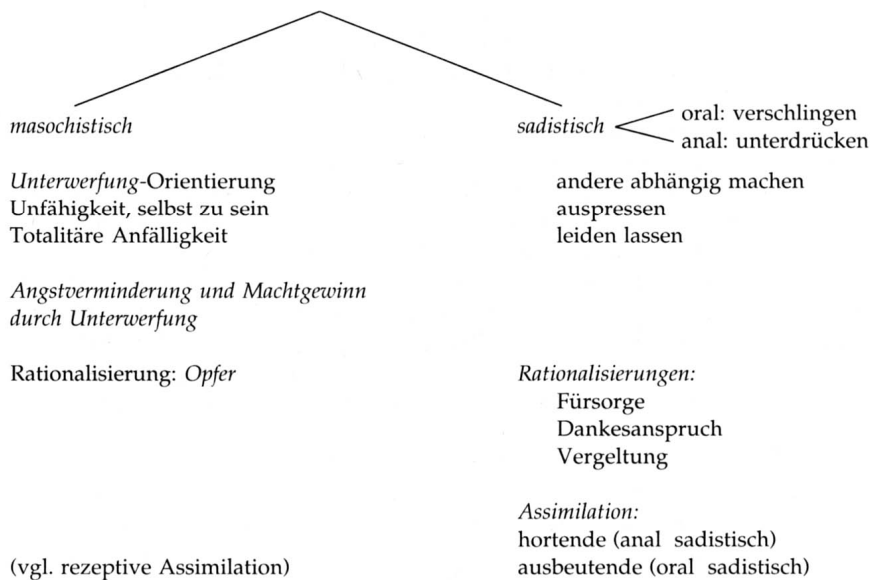 masochistisch
sadistisch
oral: verschlingen
anal: unterdrücken
Unterwerfung-Orientierung
Unfähigkeit, selbst zu sein
Totalitäre Anfälligkeit
andere abhängig machen
auspressen
leiden lassen
Angstverminderung und Machtgewinn
durch Unterwerfung
Rationalisierung: Opfer
Rationalisierungen:
Fürsorge
Dankesanspruch
Vergeltung
Assimilation:
hortende (anal sadistisch)
(vgl. rezeptive Assimilation)
ausbeutende (oral sadistisch)